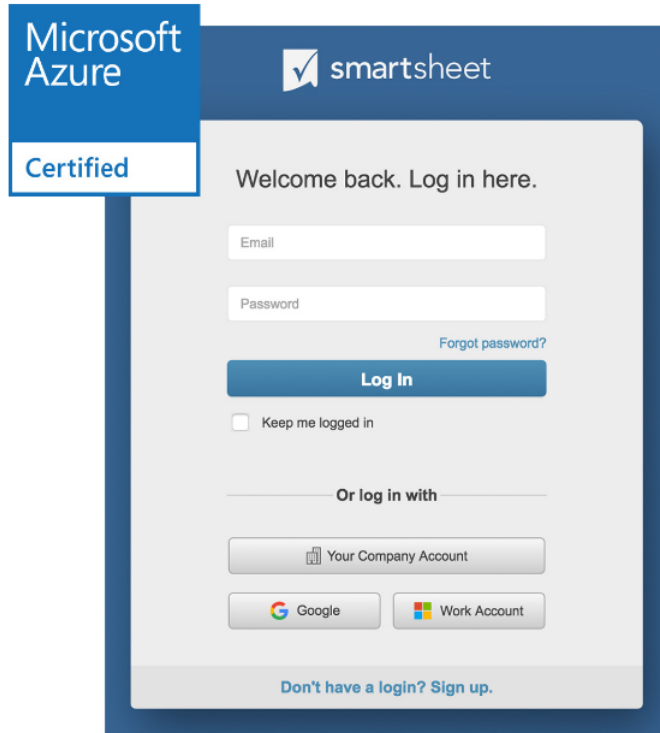 Microsoft
Azure
Certified
smartsheet
Welcome back. Log in here.
Email
Password
Forgot password?
Log In
Keep me logged in
Or log in with
Your Company Account
Google
Work Account
Don't have a login? Sign up.